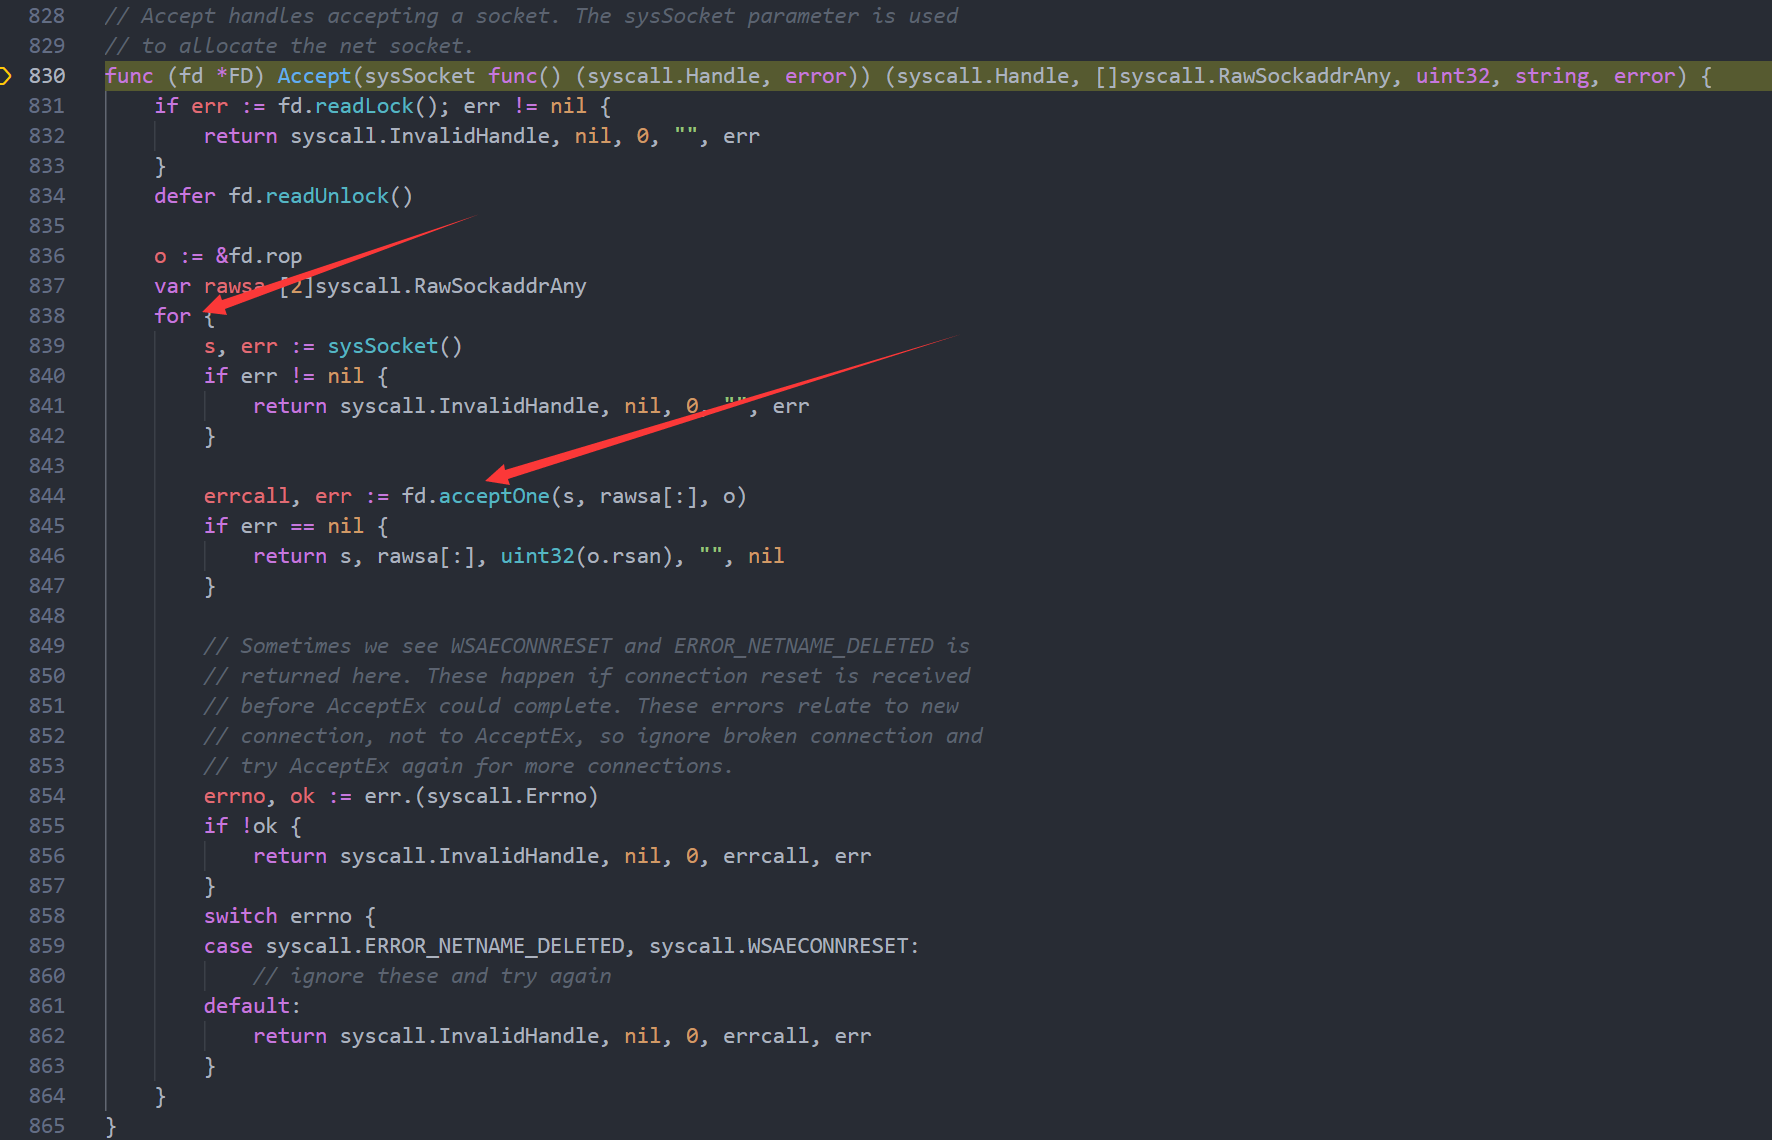 828 // Accept handles accepting a socket. The sysSocket parameter is used
829 // to allocate the net socket.
830 func (fd *FD) Accept(sysSocket func() (syscall.Handle, error)) (syscall.Handle, []syscall.RawSockaddrAny, uint32, string, error) {
831     if err := fd.readLock(); err != nil {
832         return syscall.InvalidHandle, nil, 0, "", err
833     }
834     defer fd.readUnlock()
835
836     o := &fd.rop
837     var rawsa [2]syscall.RawSockaddrAny
838     for {
839         s, err := sysSocket()
840         if err != nil {
841             return syscall.InvalidHandle, nil, 0, "", err
842         }
843
844         errcall, err := fd.acceptOne(s, rawsa[:], o)
845         if err == nil {
846             return s, rawsa[:], uint32(o.rsan), "", nil
847         }
848
849         // Sometimes we see WSAECONNRESET and ERROR_NETNAME_DELETED is
850         // returned here. These happen if connection reset is received
851         // before AcceptEx could complete. These errors relate to new
852         // connection, not to AcceptEx, so ignore broken connection and
853         // try AcceptEx again for more connections.
854         errno, ok := err.(syscall.Errno)
855         if !ok {
856             return syscall.InvalidHandle, nil, 0, errcall, err
857         }
858         switch errno {
859         case syscall.ERROR_NETNAME_DELETED, syscall.WSAECONNRESET:
860             // ignore these and try again
861         default:
862             return syscall.InvalidHandle, nil, 0, errcall, err
863         }
864     }
865 }